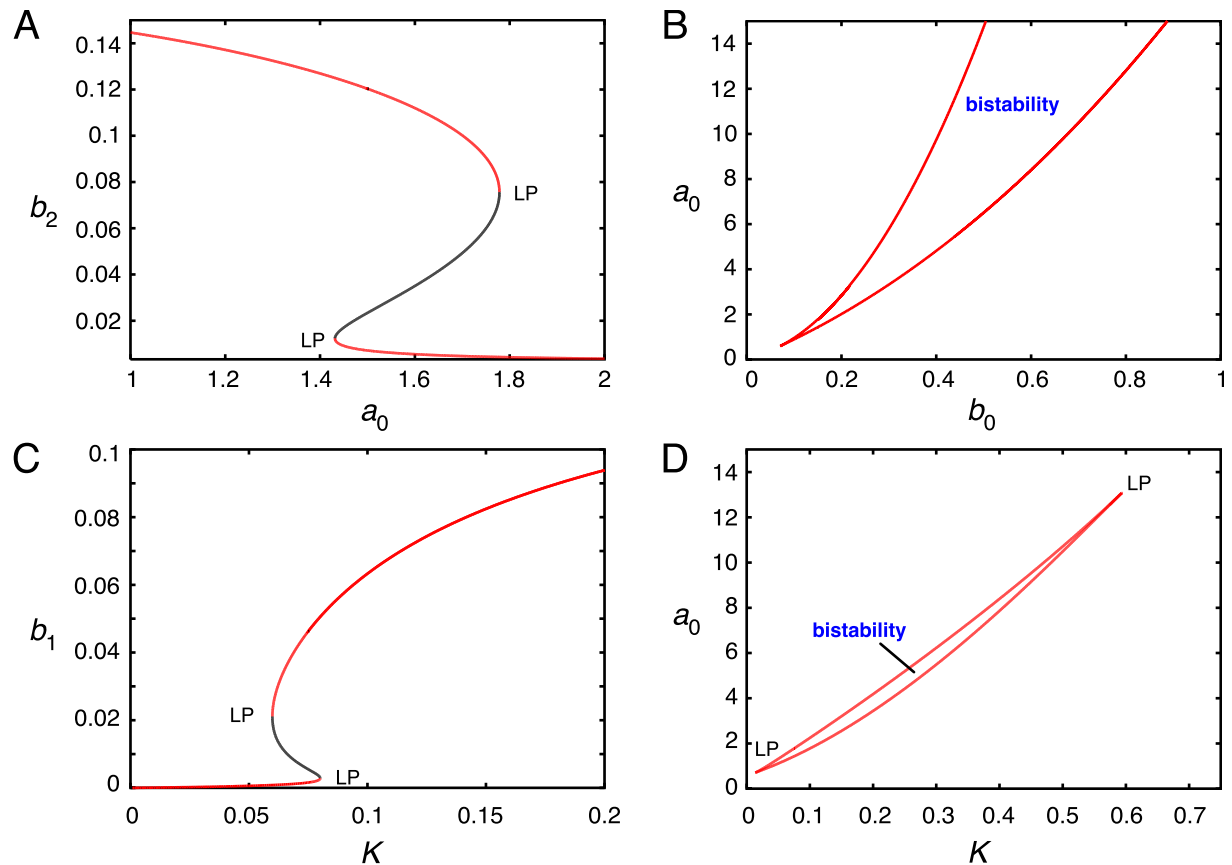 A
0.14
0.12
0.1
0.08
0.06
0.04
0.02
b2
LP
LP
1 1.2 1.4 1.6 1.8 2
a0
B
14
12
10
8
6
4
2
0
a0
bistability
0 0.2 0.4 0.6 0.8 1
b0
C
0.1
0.08
0.06
0.04
0.02
0
b1
LP
LP
0 0.05 0.1 0.15 0.2
K
D
14
12
10
8
6
4
2
0
a0
LP
bistability
LP
0 0.1 0.2 0.3 0.4 0.5 0.6 0.7
K